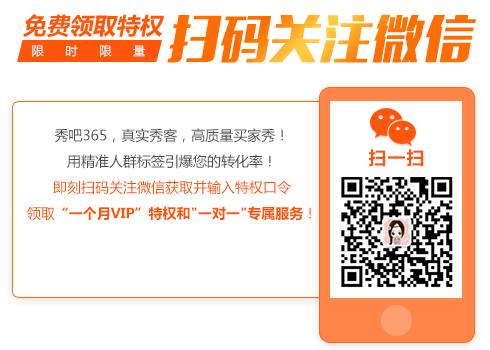 免费领取特权
限时限量
扫码关注微信
秀吧365，真实秀客，高质量买家秀！
用精准人群标签引爆您的转化率！
即刻扫码关注微信获取并输入特权口令
领取“一个月VIP”特权和"一对一"专属服务！
扫一扫